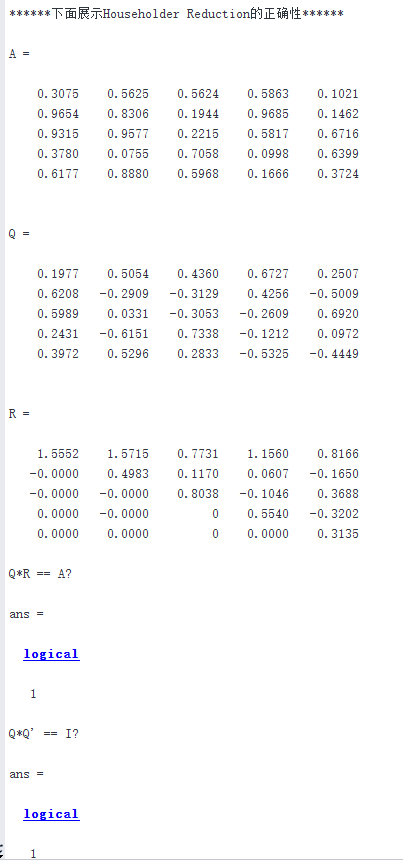 ******下面展示Householder Reduction的正确性******
A =
0.3075 0.5625 0.5624 0.5863 0.1021
0.9654 0.8306 0.1944 0.9685 0.1462
0.9315 0.9577 0.2215 0.5817 0.6716
0.3780 0.0755 0.7058 0.0998 0.6399
0.6177 0.8880 0.5968 0.1666 0.3724
Q =
0.1977 0.5054 0.4360 0.6727 0.2507
0.6208 -0.2909 -0.3129 0.4256 -0.5009
0.5989 0.0331 -0.3053 -0.2609 0.6920
0.2431 -0.6151 0.7338 -0.1212 0.0972
0.3972 0.5296 0.2833 -0.5325 -0.4449
R =
1.5552 1.5715 0.7731 1.1560 0.8166
-0.0000 0.4983 0.1170 0.0607 -0.1650
-0.0000 -0.0000 0.8038 -0.1046 0.3688
0.0000 -0.0000 0 0.5540 -0.3202
0.0000 0.0000 0 0.0000 0.3135
Q*R == A?
ans =
logical
1
Q*Q' == I?
ans =
logical
1